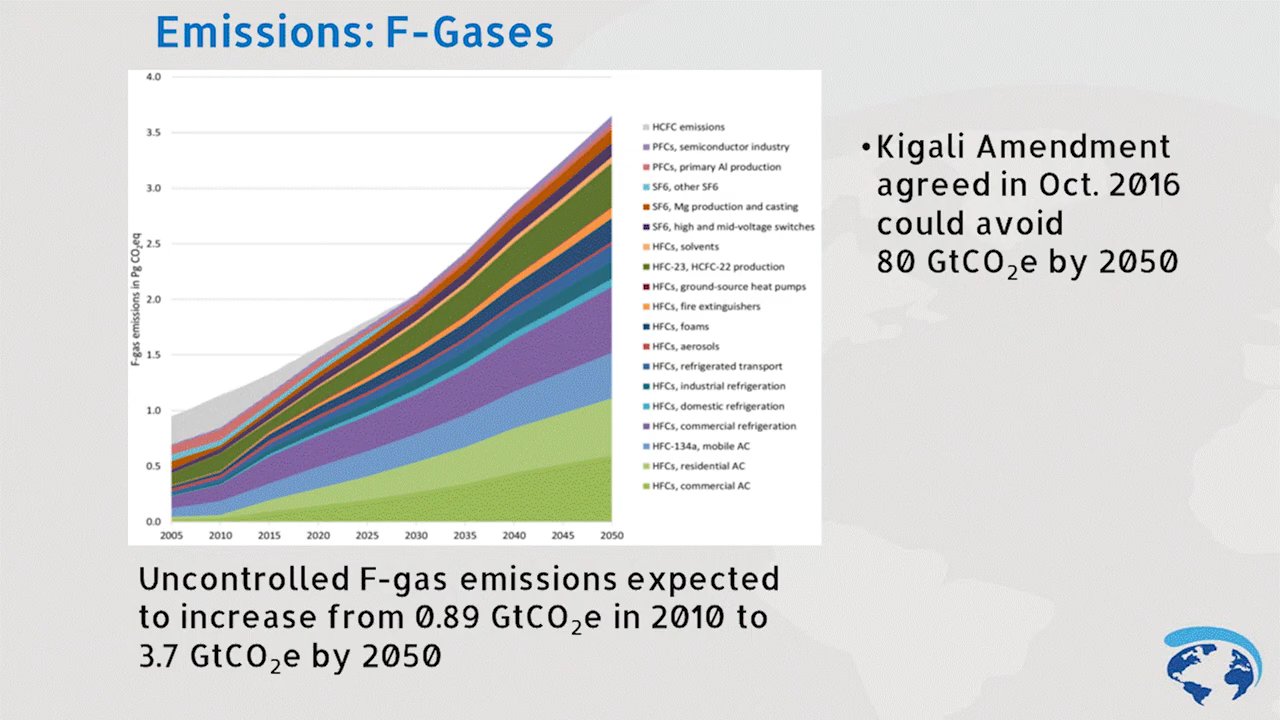 Emissions: F-Gases
4.0
3.5
3.0
2.5
2.0
1.5
1.0
0.5
0.0
F-gas emissions in Pg CO₂eq
2005 2010 2015 2020 2025 2030 2035 2040 2045 2050
HCFC emissions
PFCs, semiconductor industry
PFCs, primary Al production
SF6, other SF6
SF6, Mg production and casting
SF6, high and mid-voltage switches
HFCs, solvents
HFC-23, HCFC-22 production
HFCs, ground-source heat pumps
HFCs, fire extinguishers
HFCs, foams
HFCs, aerosols
HFCs, refrigerated transport
HFCs, industrial refrigeration
HFCs, domestic refrigeration
HFCs, commercial refrigeration
HFC-134a, mobile AC
HFCs, residential AC
HFCs, commercial AC
•Kigali Amendment
agreed in Oct. 2016
could avoid
80 GtCO₂e by 2050
Uncontrolled F-gas emissions expected
to increase from 0.89 GtCO₂e in 2010 to
3.7 GtCO₂e by 2050